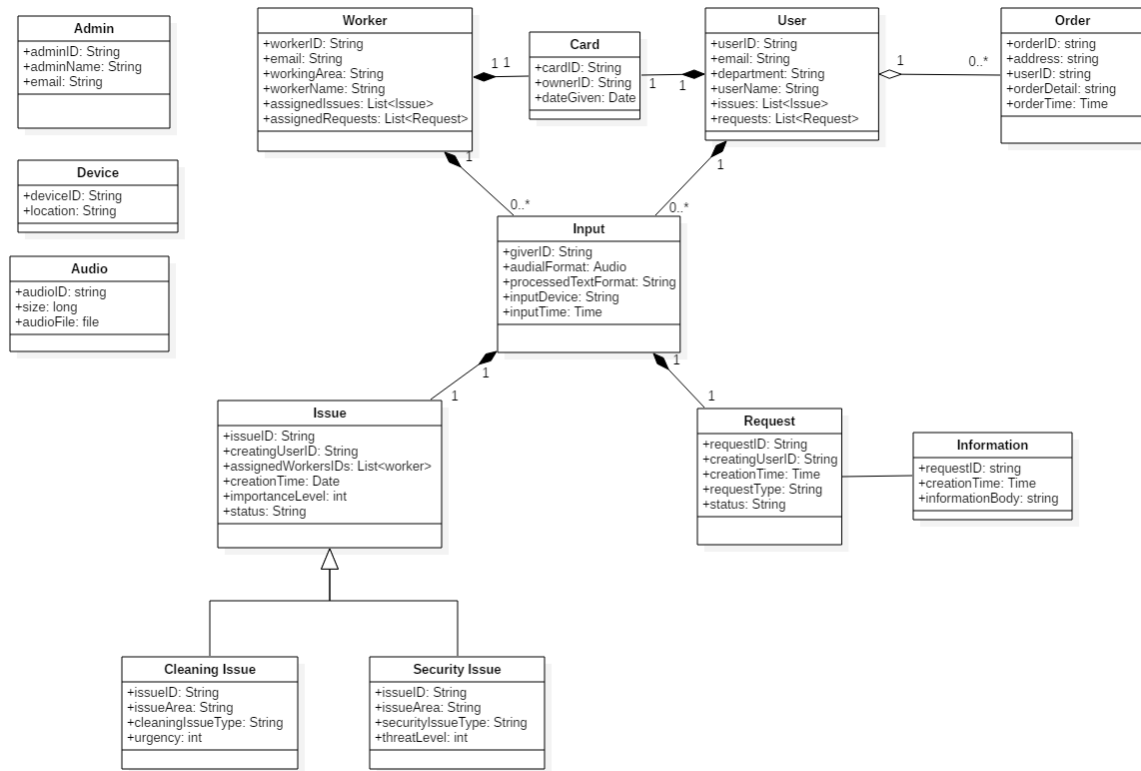 Admin
+adminID: String
+adminName: String
+email: String
Worker
+workerID: String
+email: String
+workingArea: String
+workerName: String
+assignedIssues: List<Issue>
+assignedRequests: List<Request>
1
1
Card
+cardID: String
+ownerID: String
+dateGiven: Date
1
1
User
+userID: String
+email: String
+department: String
+userName: String
+issues: List<Issue>
+requests: List<Request>
1
0..*
Order
+orderID: string
+address: string
+userID: string
+orderDetail: string
+orderTime: Time
Device
+deviceID: String
+location: String
1
0..*
1
0..*
Audio
+audioID: string
+size: long
+audioFile: file
Input
+giverID: String
+audialFormat: Audio
+processedTextFormat: String
+inputDevice: String
+inputTime: Time
1
1
1
1
Issue
+issueID: String
+creatingUserID: String
+assignedWorkersIDs: List<worker>
+creationTime: Date
+importanceLevel: int
+status: String
Request
+requestID: String
+creatingUserID: String
+creationTime: Time
+requestType: String
+status: String
Information
+requestID: string
+creationTime: Time
+informationBody: string
Cleaning Issue
+issueID: String
+issueArea: String
+cleaningIssueType: String
+urgency: int
Security Issue
+issueID: String
+issueArea: String
+securityIssueType: String
+threatLevel: int